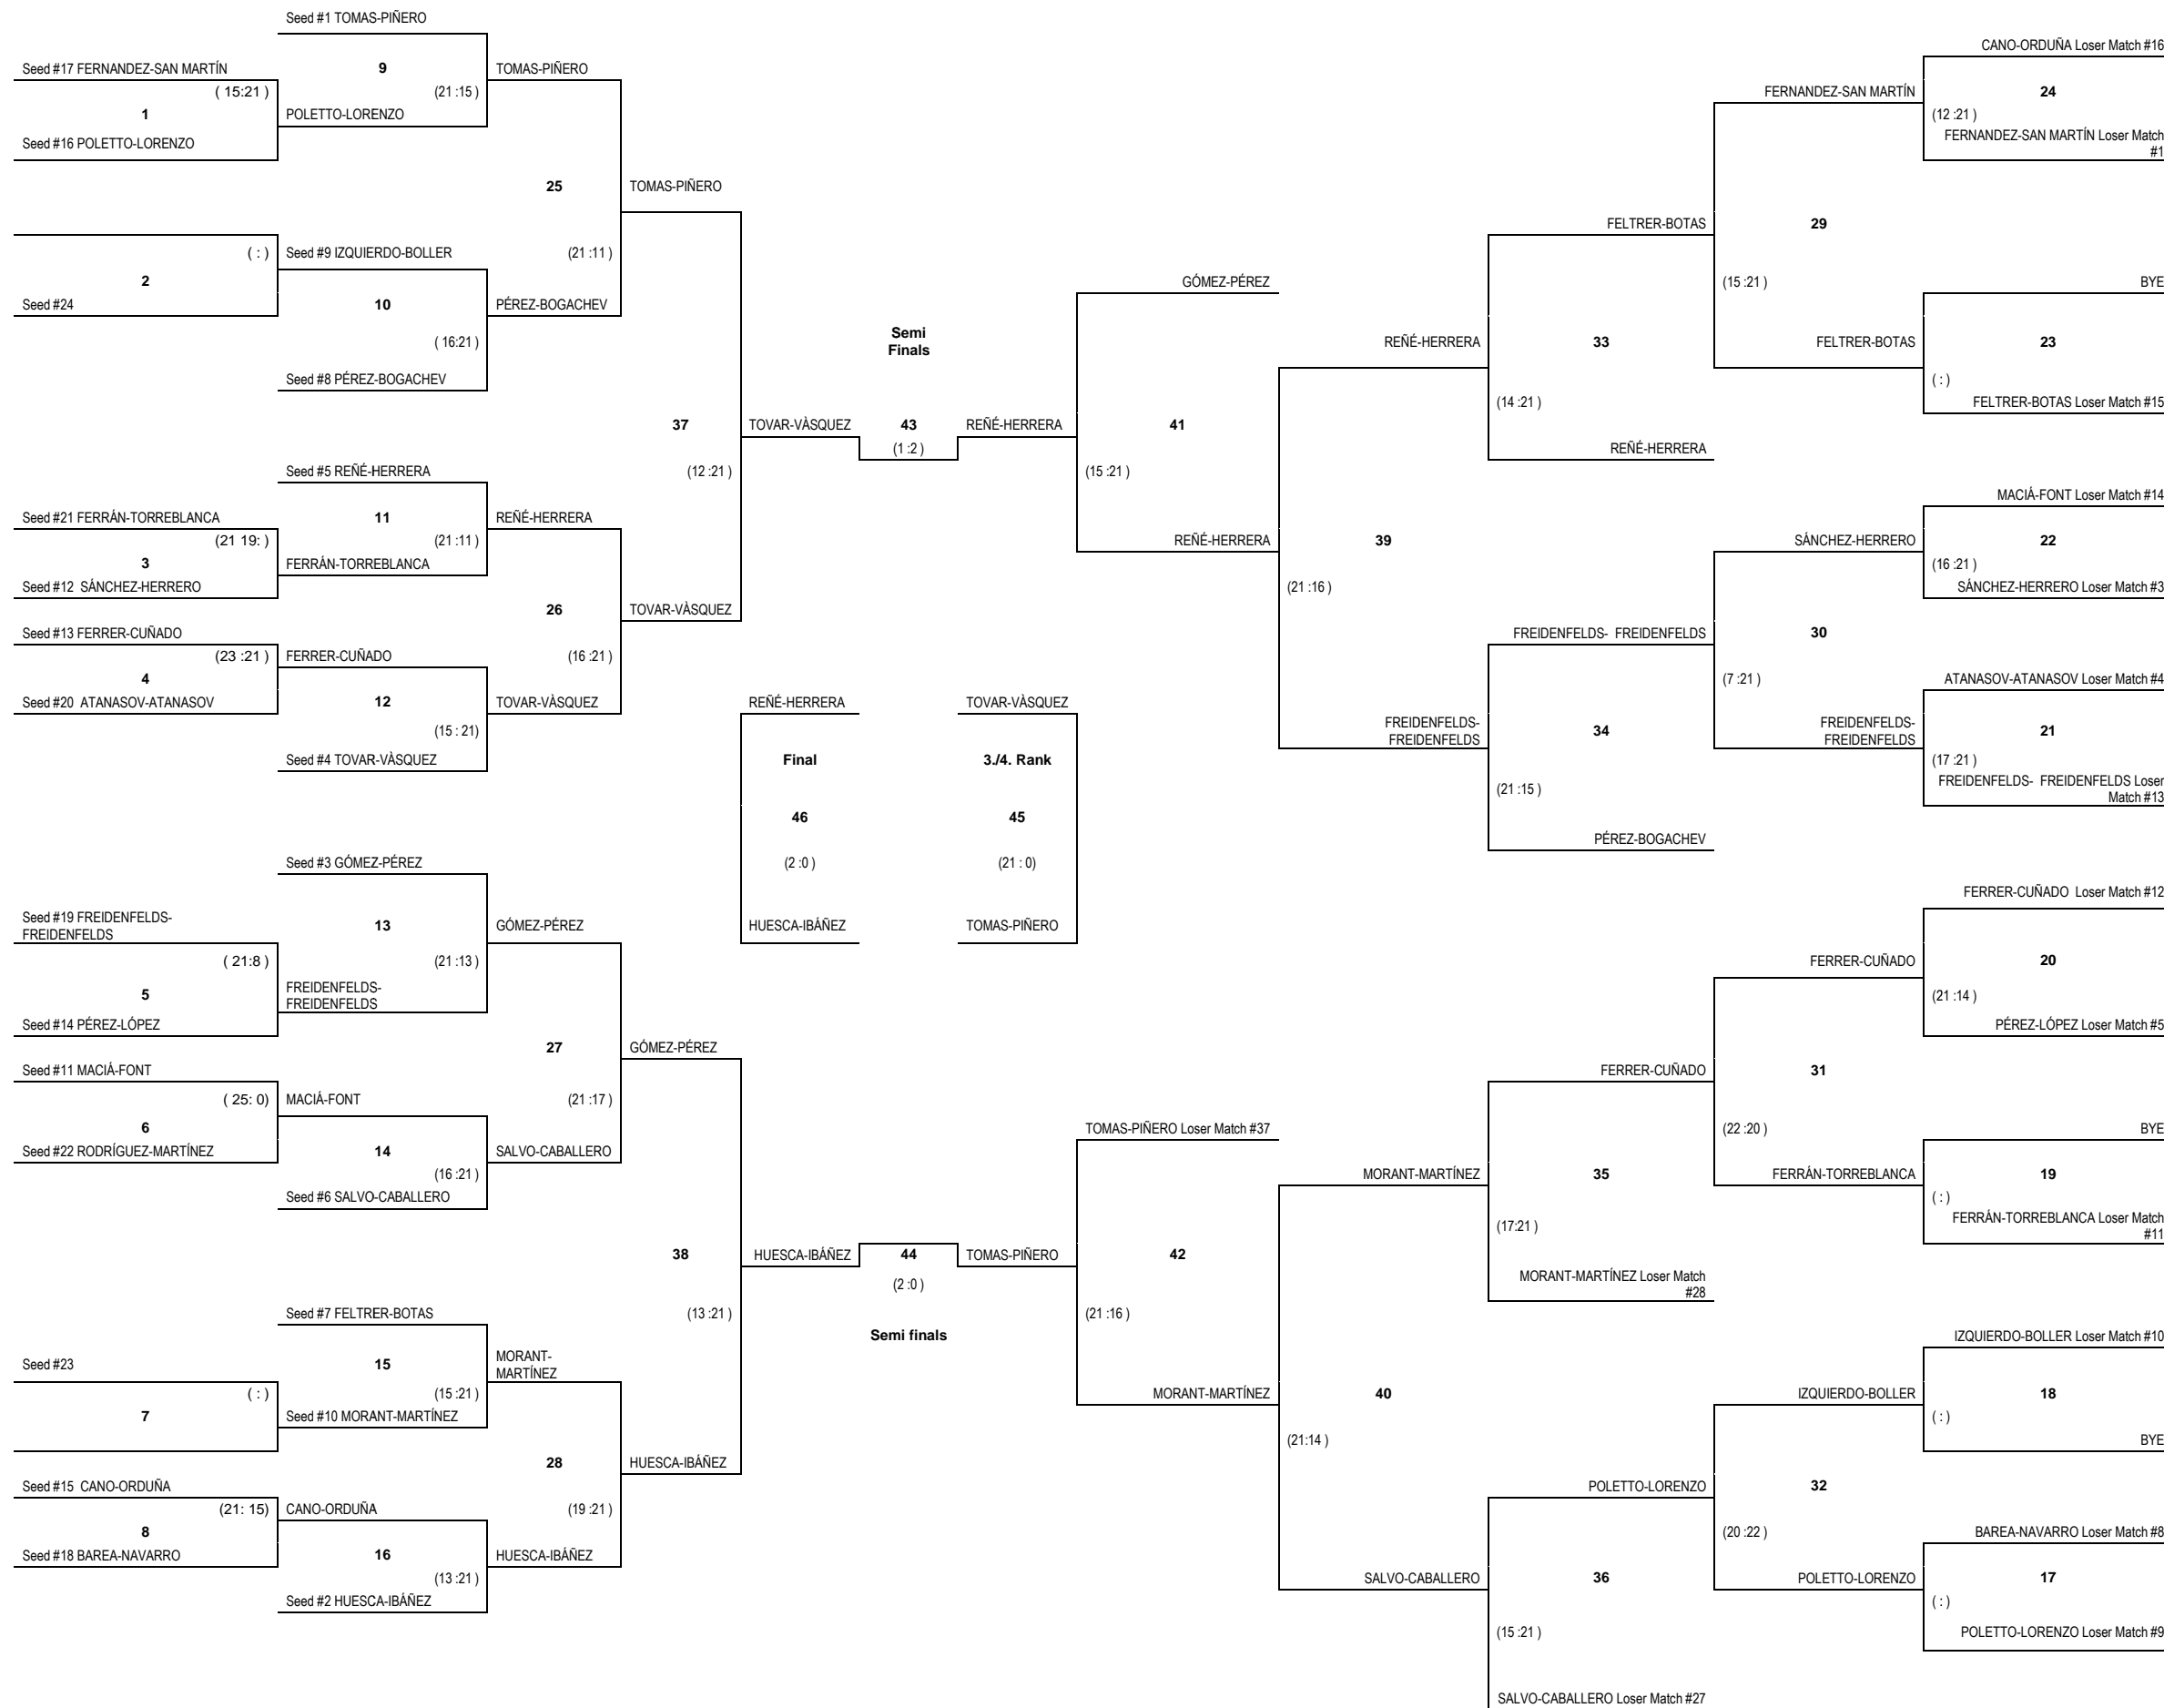 Seed #1 TOMAS-PIÑERO
Seed #17 FERNANDEZ-SAN MARTÍN
9
TOMAS-PIÑERO
( 15:21 )
(21 :15 )
1
POLETTO-LORENZO
Seed #16 POLETTO-LORENZO
25
TOMAS-PIÑERO
( : )
Seed #9 IZQUIERDO-BOLLER
(21 :11 )
2
Seed #24
10
PÉREZ-BOGACHEV
( 16:21 )
Seed #8 PÉREZ-BOGACHEV
37
TOVAR-VÀSQUEZ
(12 :21 )
Seed #5 REÑÉ-HERRERA
Seed #21 FERRÁN-TORREBLANCA
11
REÑÉ-HERRERA
(21 19: )
(21 :11 )
3
FERRÁN-TORREBLANCA
Seed #12  SÁNCHEZ-HERRERO
26
TOVAR-VÀSQUEZ
Seed #13 FERRER-CUÑADO
(23 :21 )
FERRER-CUÑADO
(16 :21 )
4
Seed #20  ATANASOV-ATANASOV
12
TOVAR-VÀSQUEZ
(15 : 21)
Seed #4 TOVAR-VÀSQUEZ
Seed #3 GÓMEZ-PÉREZ
Seed #19 FREIDENFELDS-
FREIDENFELDS
13
GÓMEZ-PÉREZ
( 21:8 )
(21 :13 )
5
FREIDENFELDS-
FREIDENFELDS
Seed #14 PÉREZ-LÓPEZ
27
GÓMEZ-PÉREZ
Seed #11 MACIÁ-FONT
( 25: 0)
MACIÁ-FONT
(21 :17 )
6
Seed #22 RODRÍGUEZ-MARTÍNEZ
14
SALVO-CABALLERO
(16 :21 )
Seed #6 SALVO-CABALLERO
38
HUESCA-IBÁÑEZ
(13 :21 )
Seed #7 FELTRER-BOTAS
Seed #23
15
MORANT-
MARTÍNEZ
( : )
(15 :21 )
7
Seed #10 MORANT-MARTÍNEZ
28
HUESCA-IBÁÑEZ
Seed #15  CANO-ORDUÑA
(21: 15)
CANO-ORDUÑA
(19 :21 )
8
Seed #18 BAREA-NAVARRO
16
HUESCA-IBÁÑEZ
(13 :21 )
Seed #2 HUESCA-IBÁÑEZ
Semi
Finals
43
(1 :2 )
REÑÉ-HERRERA
REÑÉ-HERRERA
Final
46
(2 :0 )
HUESCA-IBÁÑEZ
TOVAR-VÀSQUEZ
3./4. Rank
45
(21 : 0)
TOMAS-PIÑERO
44
(2 :0 )
Semi finals
TOMAS-PIÑERO
GÓMEZ-PÉREZ
41
(15 :21 )
REÑÉ-HERRERA
TOMAS-PIÑERO Loser Match #37
42
(21 :16 )
MORANT-MARTÍNEZ
REÑÉ-HERRERA
39
(21 :16 )
FREIDENFELDS-
FREIDENFELDS
MORANT-MARTÍNEZ
40
(21:14 )
SALVO-CABALLERO
FELTRER-BOTAS
33
(14 :21 )
REÑÉ-HERRERA
FREIDENFELDS-  FREIDENFELDS
34
(21 :15 )
PÉREZ-BOGACHEV
FERRER-CUÑADO
35
(17:21 )
MORANT-MARTÍNEZ Loser Match
#28
POLETTO-LORENZO
36
(15 :21 )
SALVO-CABALLERO Loser Match #27
FERNANDEZ-SAN MARTÍN
29
(15 :21 )
FELTRER-BOTAS
SÁNCHEZ-HERRERO
30
(7 :21 )
FREIDENFELDS-
FREIDENFELDS
FERRER-CUÑADO
31
(22 :20 )
FERRÁN-TORREBLANCA
IZQUIERDO-BOLLER
32
(20 :22 )
POLETTO-LORENZO
CANO-ORDUÑA Loser Match #16
24
(12 :21 )
FERNANDEZ-SAN MARTÍN Loser Match
#1
BYE
23
( : )
FELTRER-BOTAS Loser Match #15
MACIÁ-FONT Loser Match #14
22
(16 :21 )
SÁNCHEZ-HERRERO Loser Match #3
ATANASOV-ATANASOV Loser Match #4
21
(17 :21 )
FREIDENFELDS-  FREIDENFELDS Loser
Match #13
FERRER-CUÑADO  Loser Match #12
20
(21 :14 )
PÉREZ-LÓPEZ Loser Match #5
BYE
19
( : )
FERRÁN-TORREBLANCA Loser Match
#11
IZQUIERDO-BOLLER Loser Match #10
18
( : )
BYE
BAREA-NAVARRO Loser Match #8
17
( : )
POLETTO-LORENZO Loser Match #9